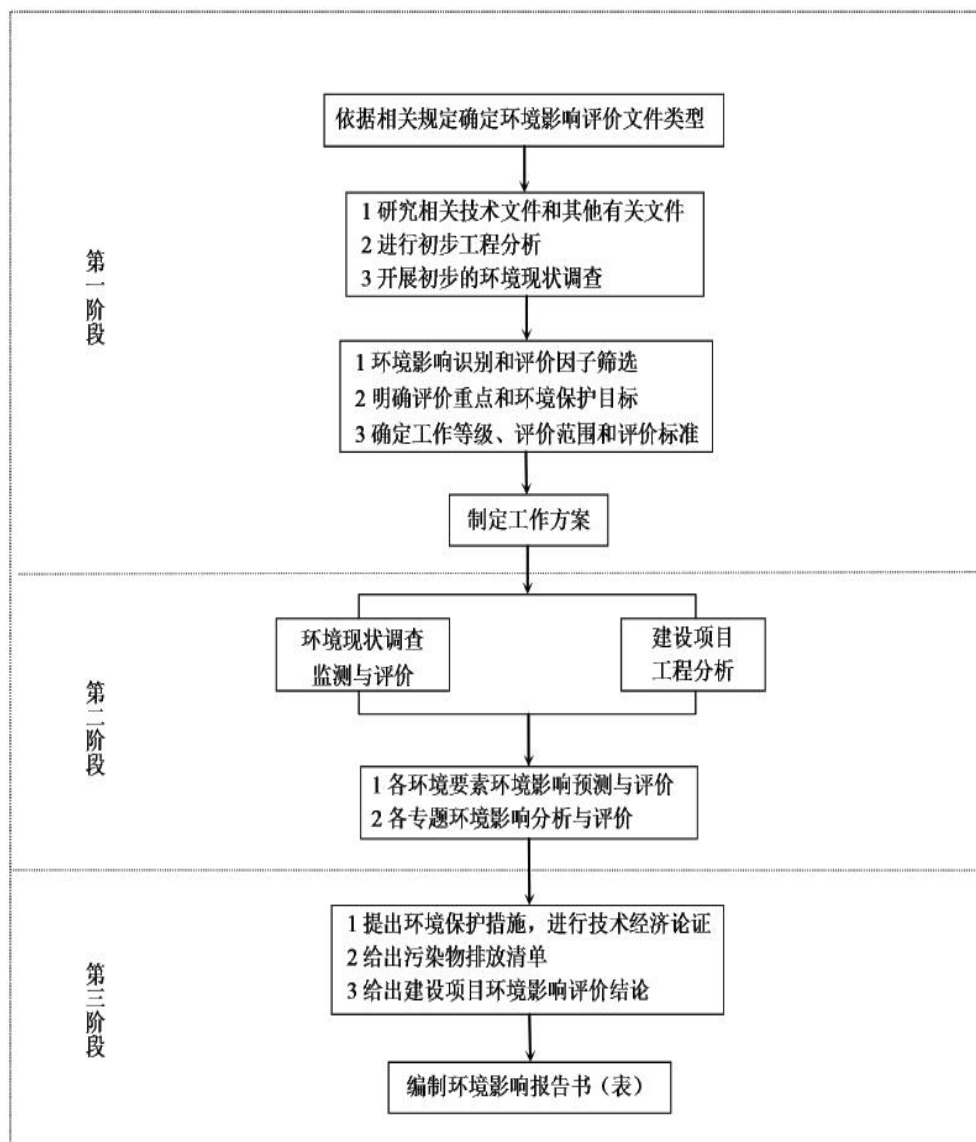 依据相关规定确定环境影响评价文件类型
1 研究相关技术文件和其他有关文件
2 进行初步工程分析
3 开展初步的环境现状调查
第一阶段
1 环境影响识别和评价因子筛选
2 明确评价重点和环境保护目标
3 确定工作等级、评价范围和评价标准
制定工作方案
环境现状调查
监测与评价
建设项目
工程分析
第二阶段
1 各环境要素环境影响预测与评价
2 各专题环境影响分析与评价
1 提出环境保护措施，进行技术经济论证
2 给出污染物排放清单
3 给出建设项目环境影响评价结论
第三阶段
编制环境影响报告书（表）